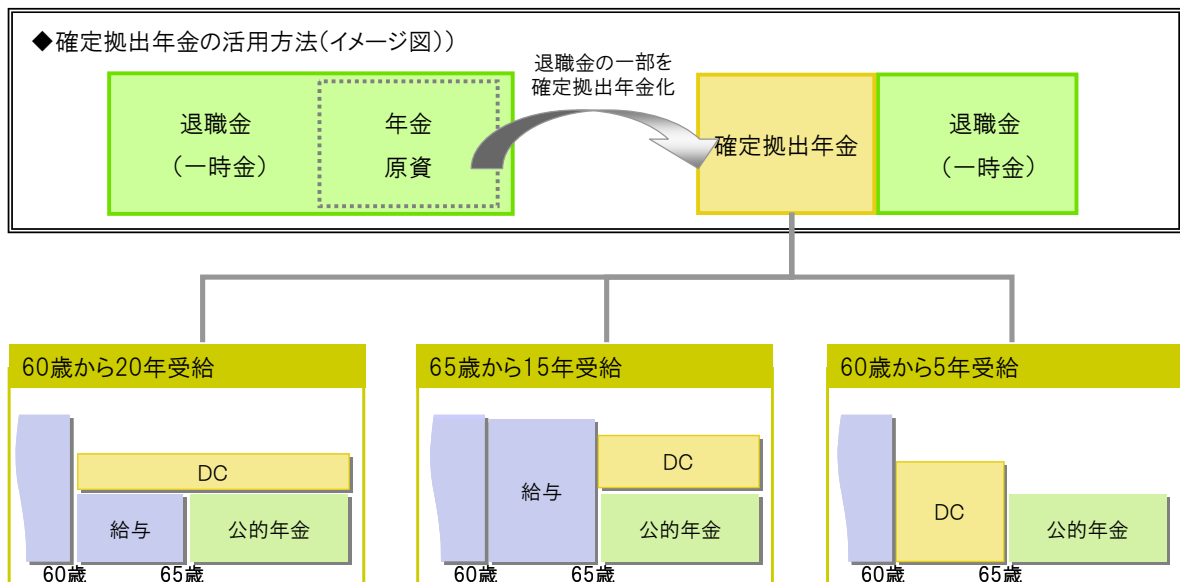 ◆確定拠出年金の活用方法(イメージ図))
退職金の一部を
確定拠出年金化
退職金
(一時金)
年金
原資
確定拠出年金
退職金
(一時金)
60歳から20年受給
DC
給与
公的年金
60歳
65歳
65歳から15年受給
給与
DC
公的年金
60歳
65歳
60歳から5年受給
DC
公的年金
60歳
65歳